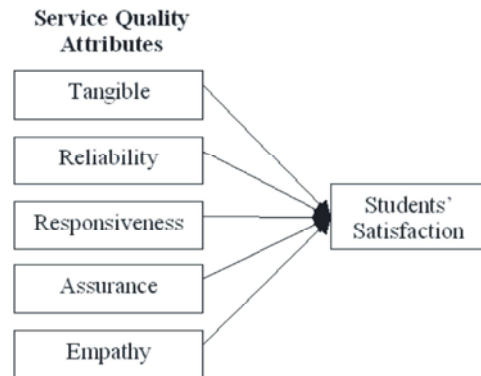 Service Quality
Attributes
Tangible
Reliability
Responsiveness
Assurance
Empathy
Students’
Satisfaction